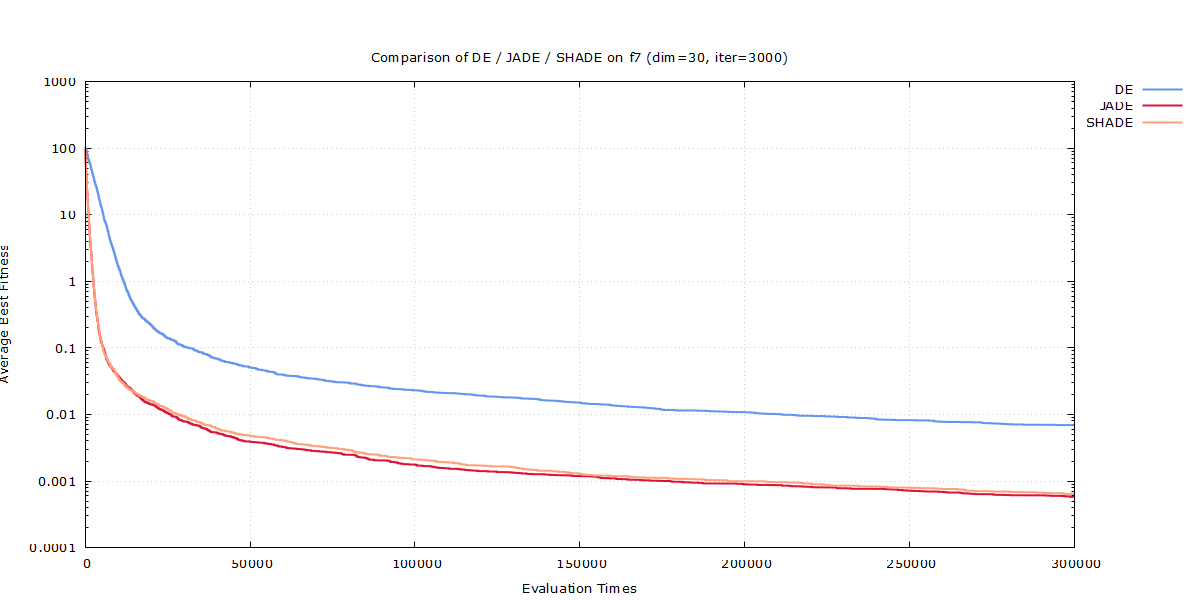 Comparison of DE / JADE / SHADE on f7 (dim=30, iter=3000)
DE
JADE
SHADE
1000
100
10
1
0.1
0.01
0.001
0.0001
Average Best Fitness
0 50000 100000 150000 200000 250000 300000
Evaluation Times